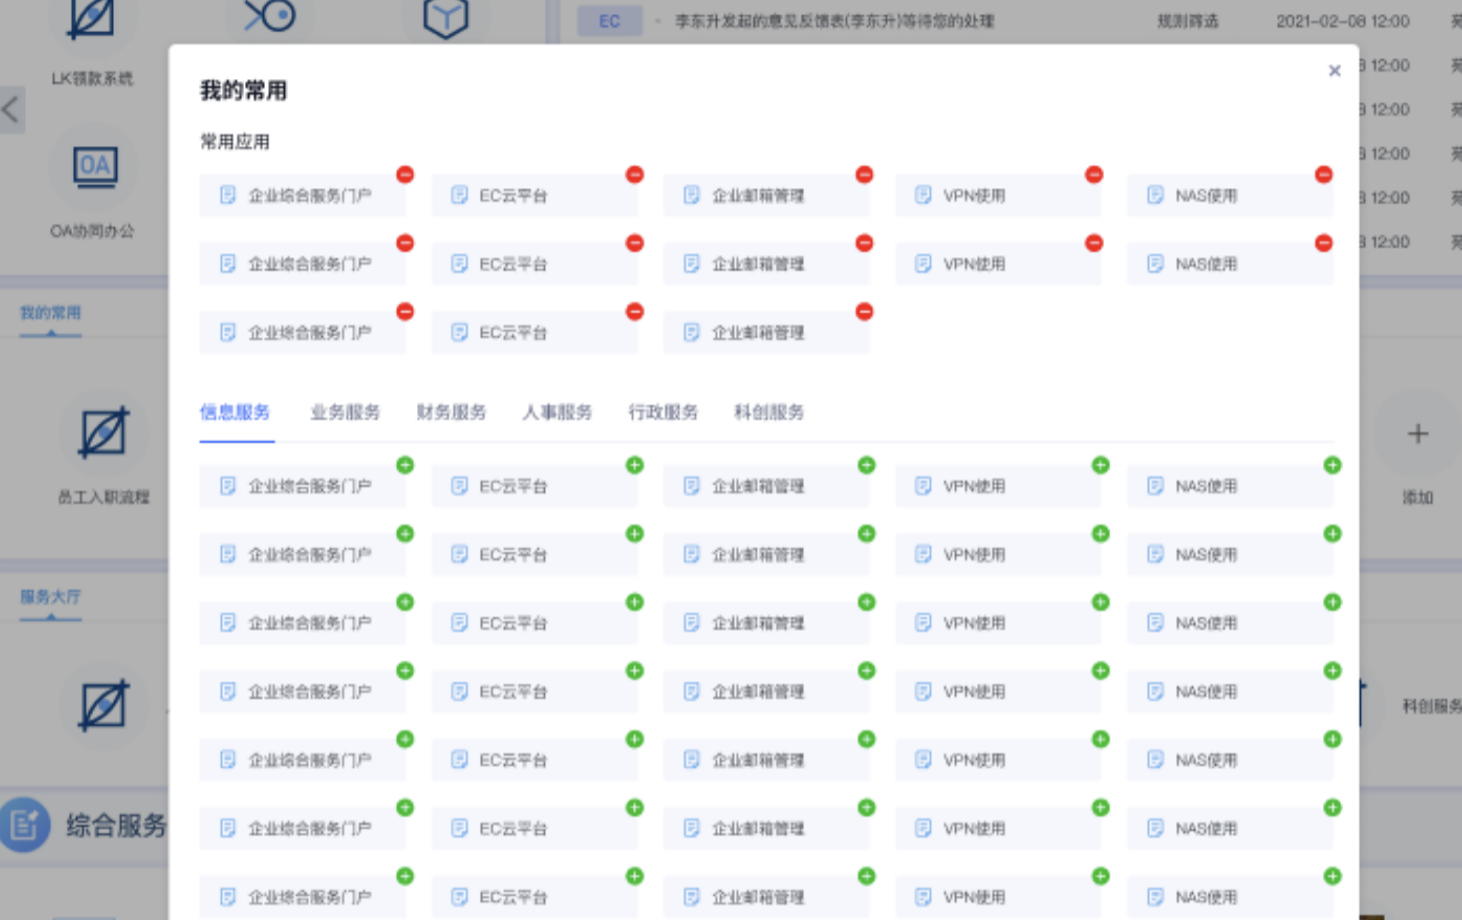 EC 李东升发起的意见反馈表(李东升)等待您的处理 规则筛选 2021-02-08 12:00
我的常用
常用应用
企业综合服务门户 EC云平台 企业邮箱管理 VPN使用 NAS使用
企业综合服务门户 EC云平台 企业邮箱管理 VPN使用 NAS使用
企业综合服务门户 EC云平台 企业邮箱管理
信息服务 业务服务 财务服务 人事服务 行政服务 科创服务
企业综合服务门户 EC云平台 企业邮箱管理 VPN使用 NAS使用
企业综合服务门户 EC云平台 企业邮箱管理 VPN使用 NAS使用
企业综合服务门户 EC云平台 企业邮箱管理 VPN使用 NAS使用
企业综合服务门户 EC云平台 企业邮箱管理 VPN使用 NAS使用
企业综合服务门户 EC云平台 企业邮箱管理 VPN使用 NAS使用
企业综合服务门户 EC云平台 企业邮箱管理 VPN使用 NAS使用
企业综合服务门户 EC云平台 企业邮箱管理 VPN使用 NAS使用
LK领款系统
OA
OA协同办公
我的常用
员工入职流程
服务大厅
综合服务
12:00
12:00
12:00
12:00
12:00
添加
科创服务